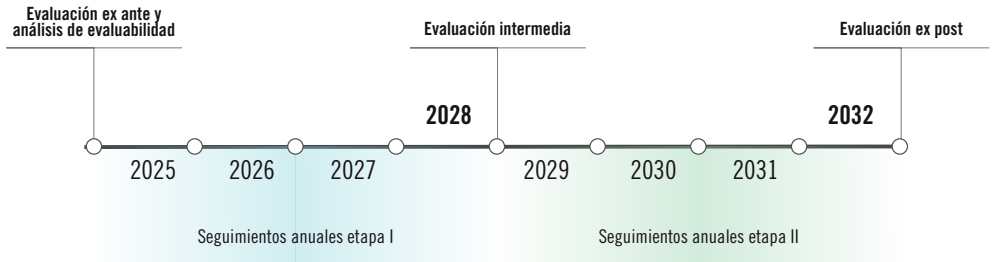 Evaluación ex ante y
análisis de evaluabilidad
Evaluación intermedia
Evaluación ex post
2028
2032
2025
2026
2027
2029
2030
2031
Seguimientos anuales etapa I
Seguimientos anuales etapa II